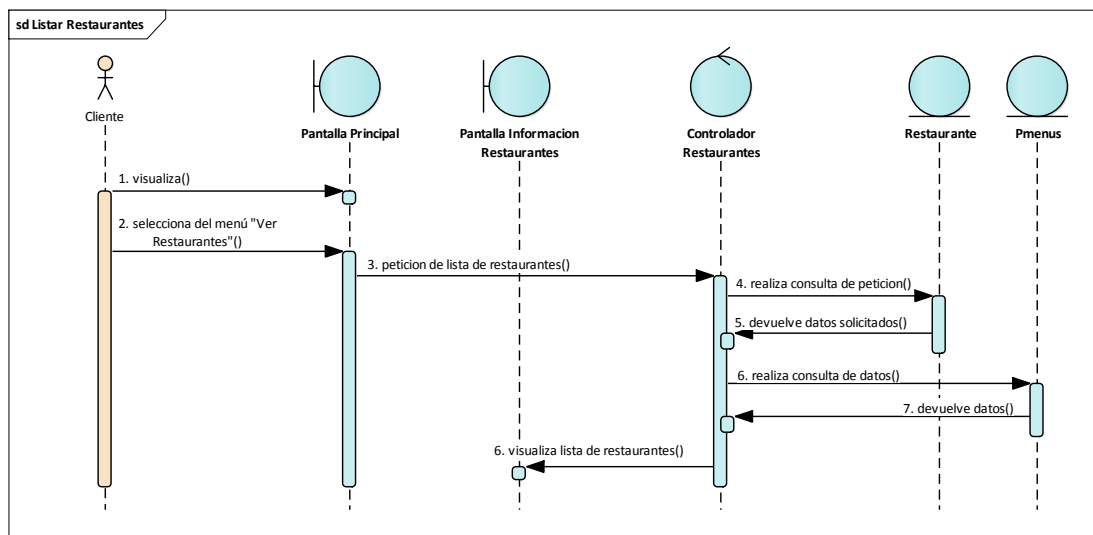 sd Listar Restaurantes
Cliente
Pantalla Principal
Pantalla Informacion
Restaurantes
Controlador
Restaurantes
Restaurante
Pmenus
1. visualiza()
2. selecciona del menú "Ver
Restaurantes"()
3. peticion de lista de restaurantes()
4. realiza consulta de peticion()
5. devuelve datos solicitados()
6. realiza consulta de datos()
7. devuelve datos()
6. visualiza lista de restaurantes()